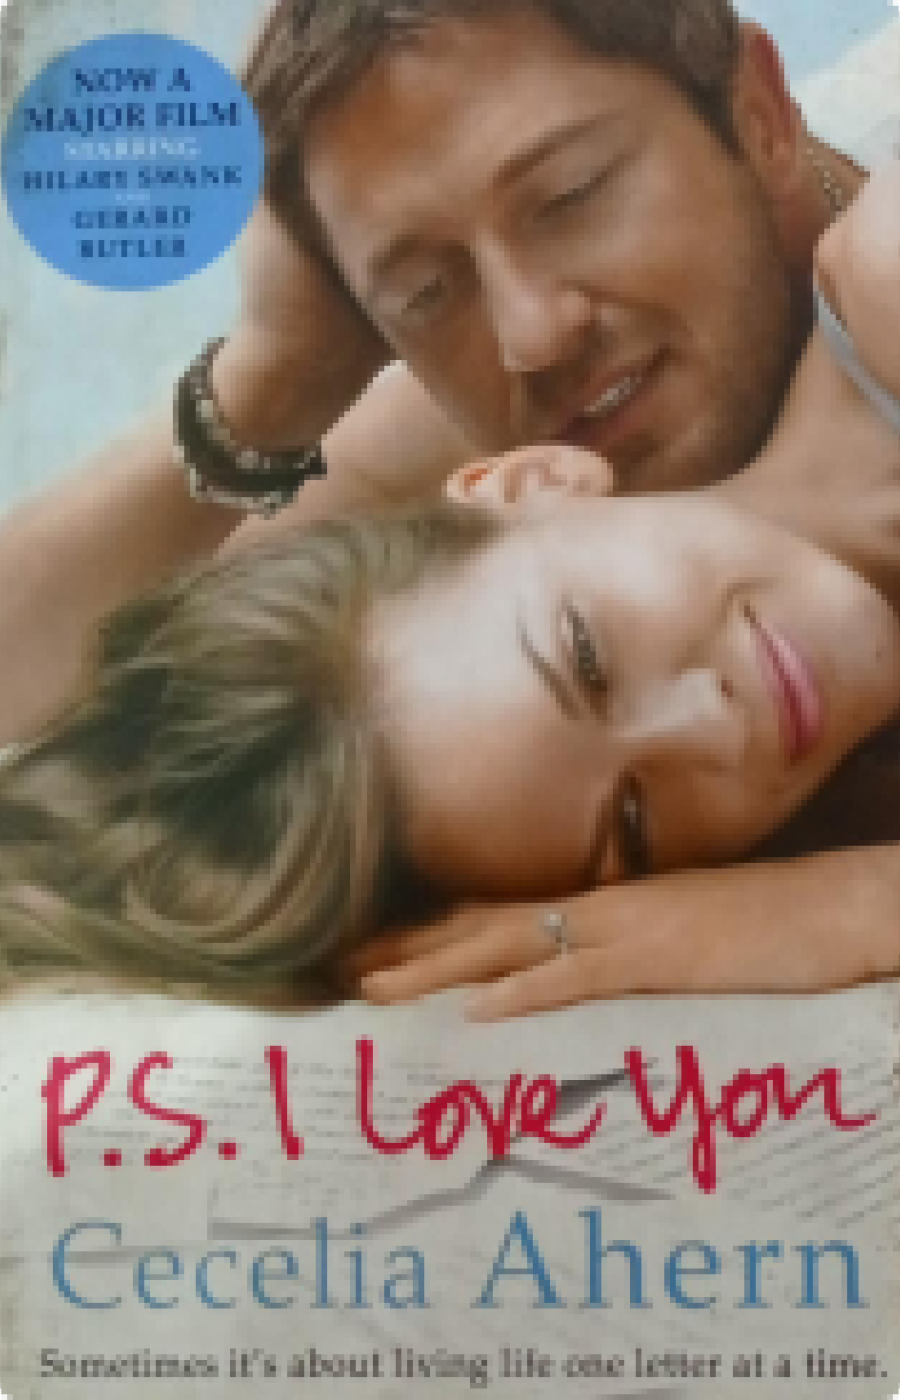 NOW A
MAJOR FILM
STARRING
HILARY SWANK
GERARD
BUTLER
P.S. I Love You
Cecelia Ahern
Sometimes it's about living life one letter at a time.